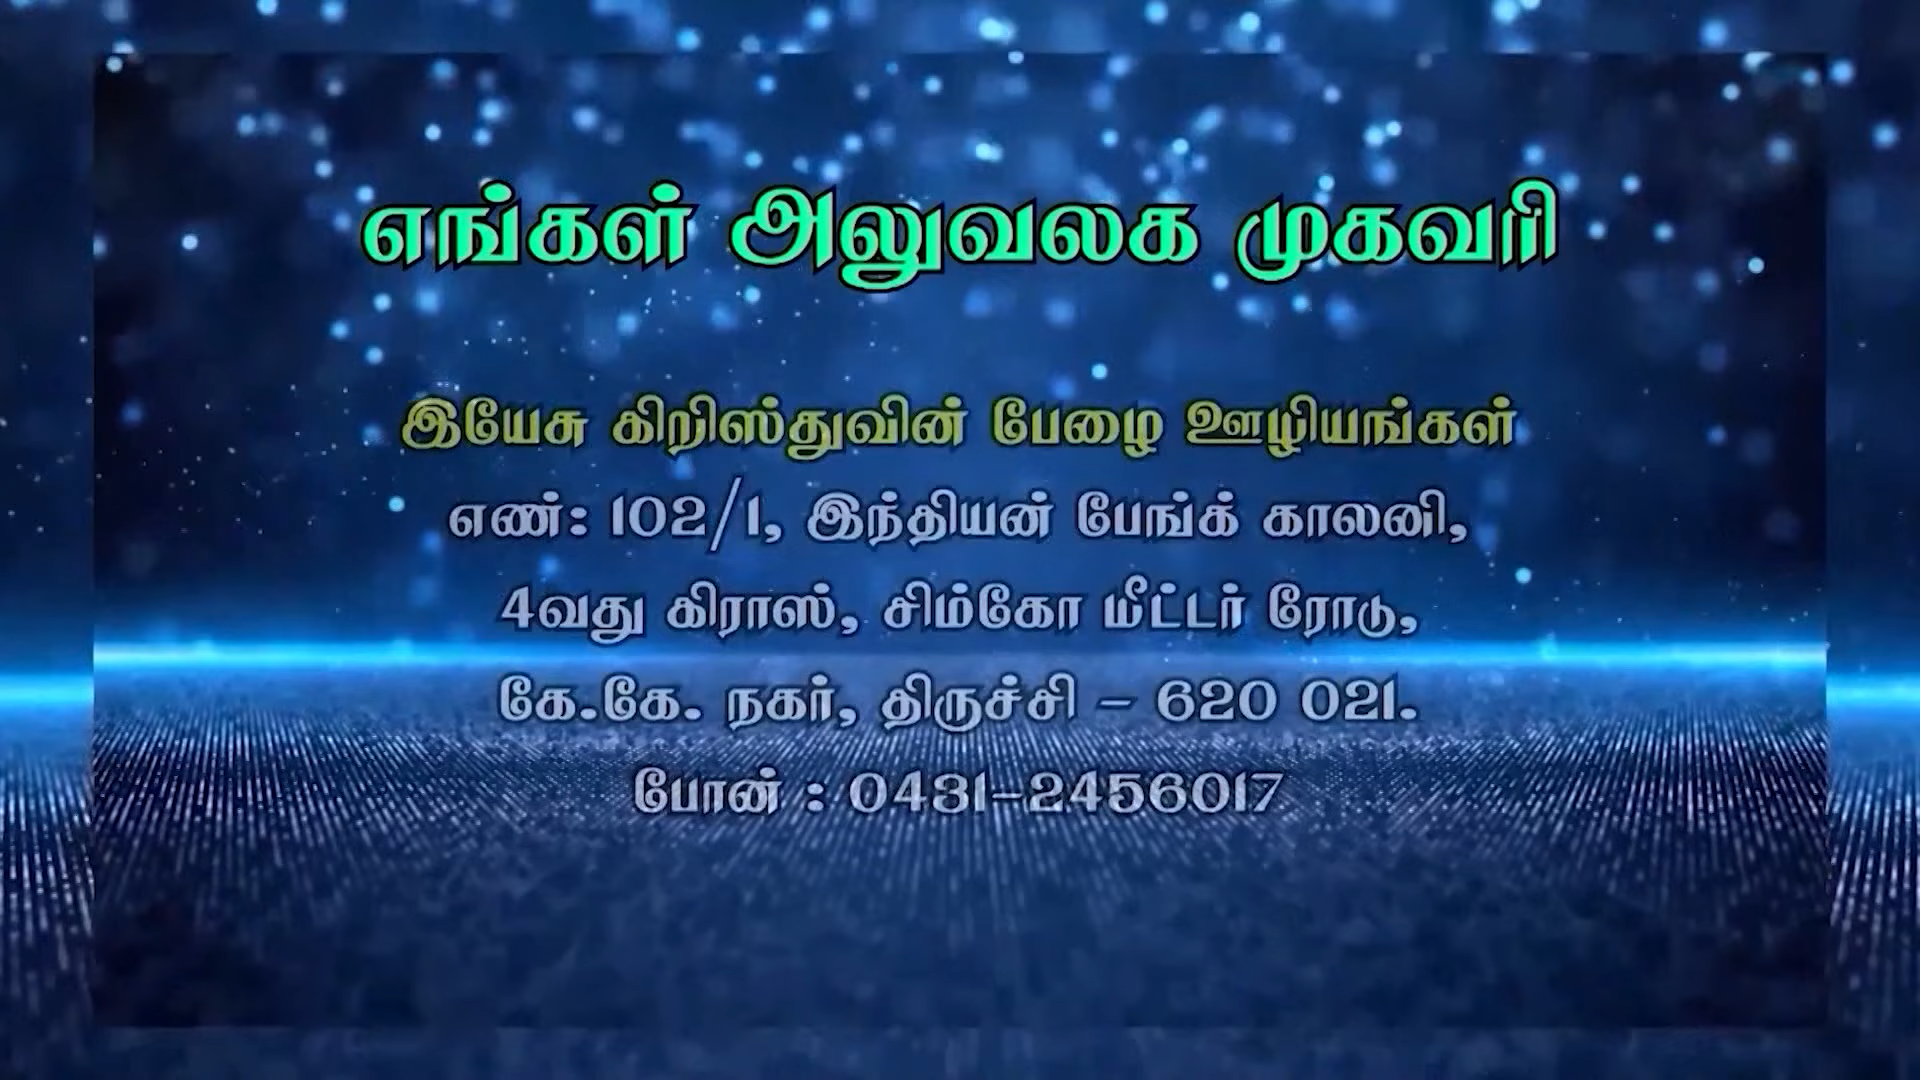 எங்கள் அலுவலக முகவரி
இயேசு கிறிஸ்துவின் பேழை ஊழியங்கள்
எண்: 102/1, இந்தியன் பேங்க் காலனி,
4வது கிராஸ், சிம்கோ மீட்டர் ரோடு,
கே.கே. நகர், திருச்சி – 620 021.
போன் : 0431-2456017